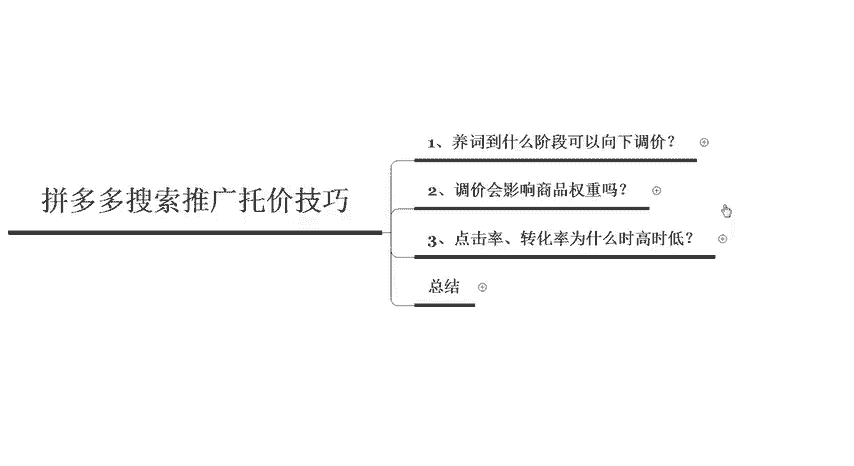 拼多多搜索推广托价技巧
1、养词到什么阶段可以向下调价？
2、调价会影响商品权重吗？
3、点击率、转化率为什么时高时低？
总结